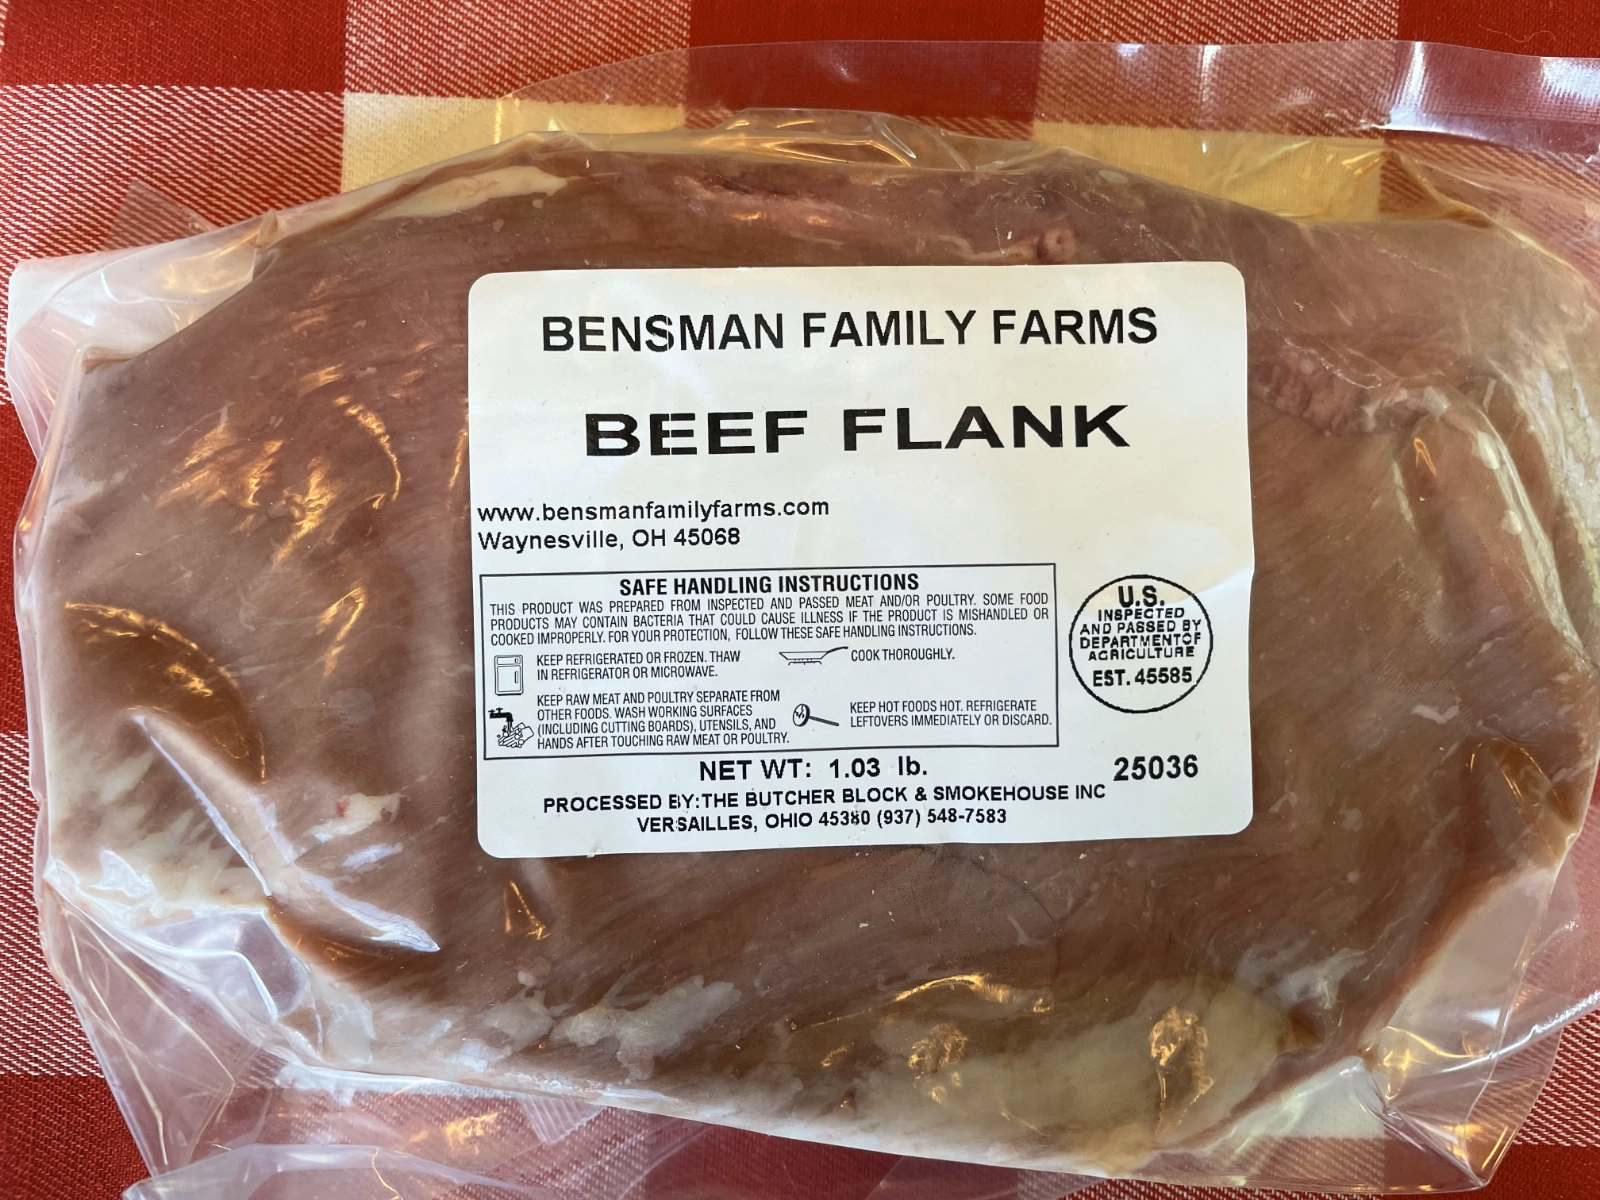 BENSMAN FAMILY FARMS
BEEF FLANK
www.bensmanfamilyfarms.com
Waynesville, OH 45068
SAFE HANDLING INSTRUCTIONS
THIS PRODUCT WAS PREPARED FROM INSPECTED AND PASSED MEAT AND/OR POULTRY. SOME FOOD
PRODUCTS MAY CONTAIN BACTERIA THAT COULD CAUSE ILLNESS IF THE PRODUCT IS MISHANDLED OR
COOKED IMPROPERLY. FOR YOUR PROTECTION, FOLLOW THESE SAFE HANDLING INSTRUCTIONS.
KEEP REFRIGERATED OR FROZEN. THAW
IN REFRIGERATOR OR MICROWAVE.
COOK THOROUGHLY.
KEEP RAW MEAT AND POULTRY SEPARATE FROM
OTHER FOODS. WASH WORKING SURFACES
(INCLUDING CUTTING BOARDS), UTENSILS, AND
HANDS AFTER TOUCHING RAW MEAT OR POULTRY.
KEEP HOT FOODS HOT. REFRIGERATE
LEFTOVERS IMMEDIATELY OR DISCARD.
U.S.
INSPECTED
AND PASSED BY
DEPARTMENT OF
AGRICULTURE
EST. 45585
NET WT: 1.03 lb.
25036
PROCESSED BY:THE BUTCHER BLOCK & SMOKEHOUSE INC
VERSAILLES, OHIO 45380 (937) 548-7583